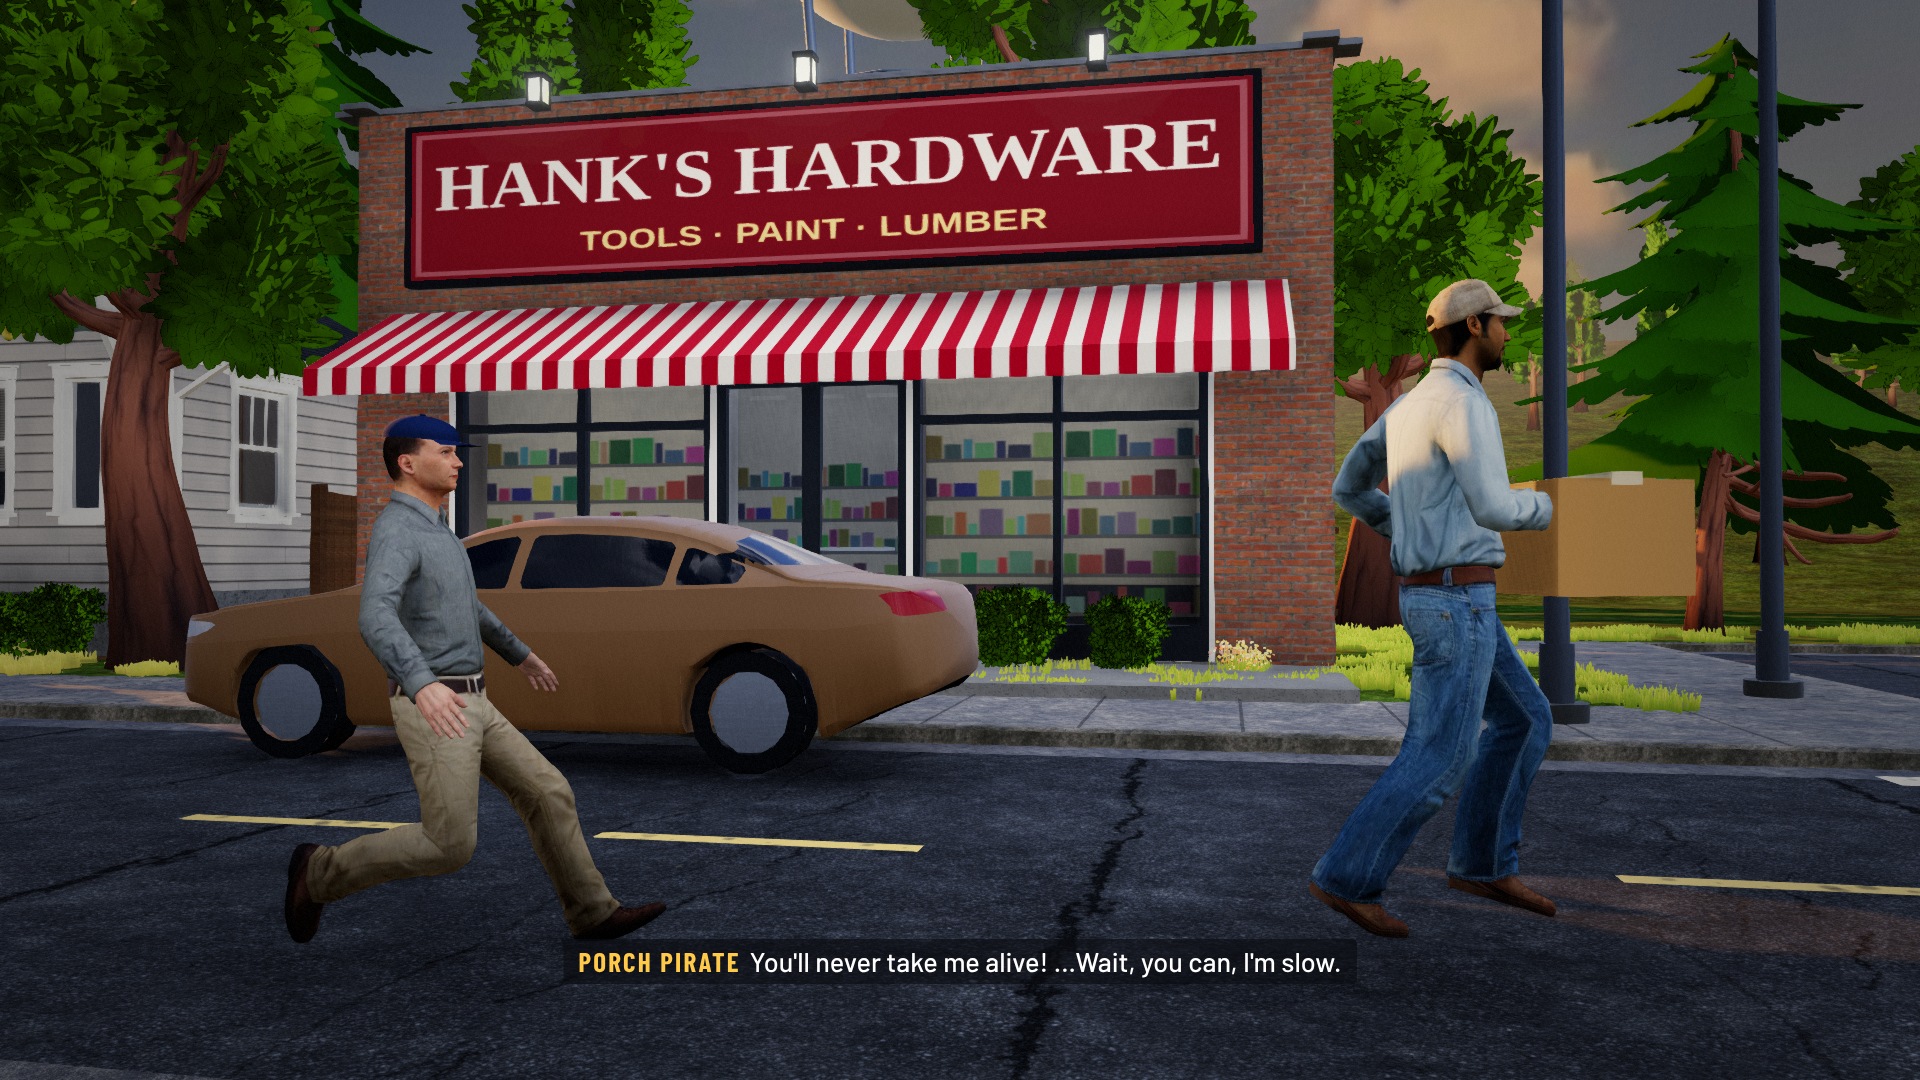 HANK'S HARDWARE
TOOLS · PAINT · LUMBER
PORCH PIRATE You'll never take me alive! ...Wait, you can, I'm slow.